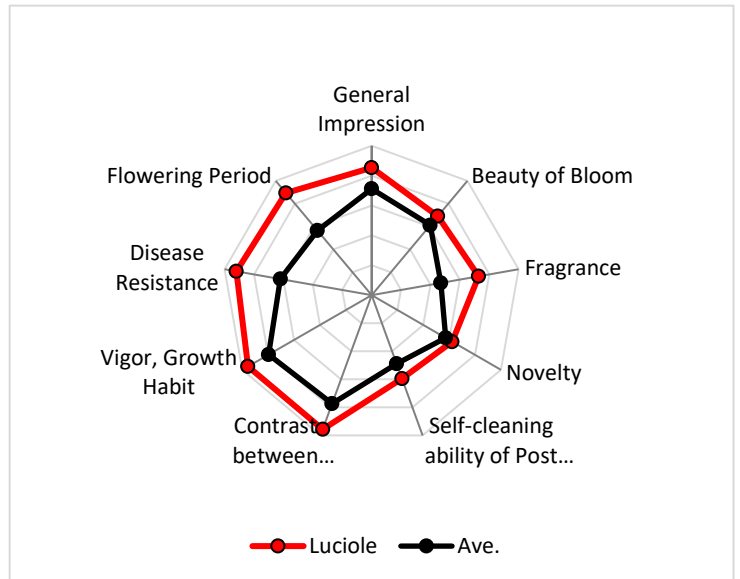 General
Impression
Beauty of Bloom
Fragrance
Novelty
Self-cleaning
ability of Post...
Contrast
between...
Vigor, Growth
Habit
Disease
Resistance
Flowering Period
Luciole
Ave.